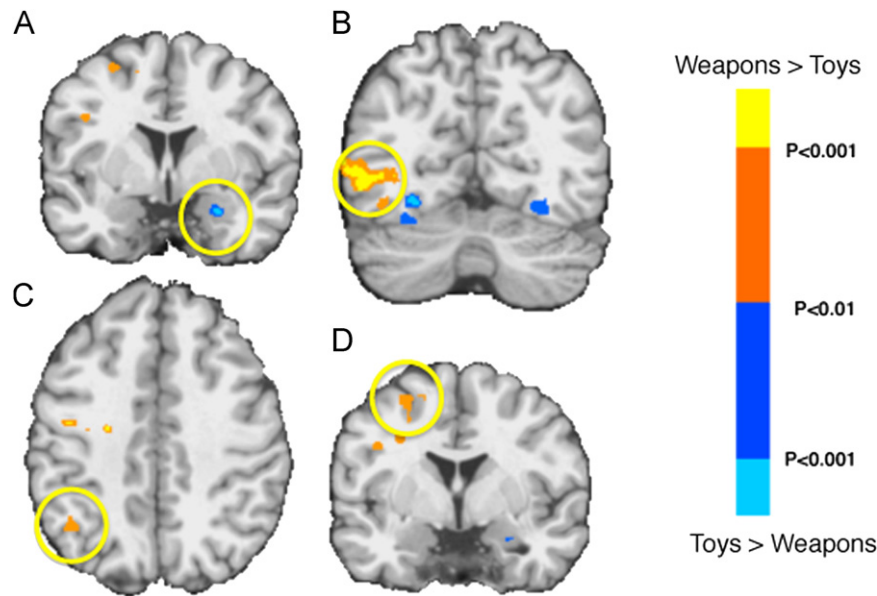 A
B
C
D
Weapons > Toys
P<0.001
P<0.01
P<0.001
Toys > Weapons